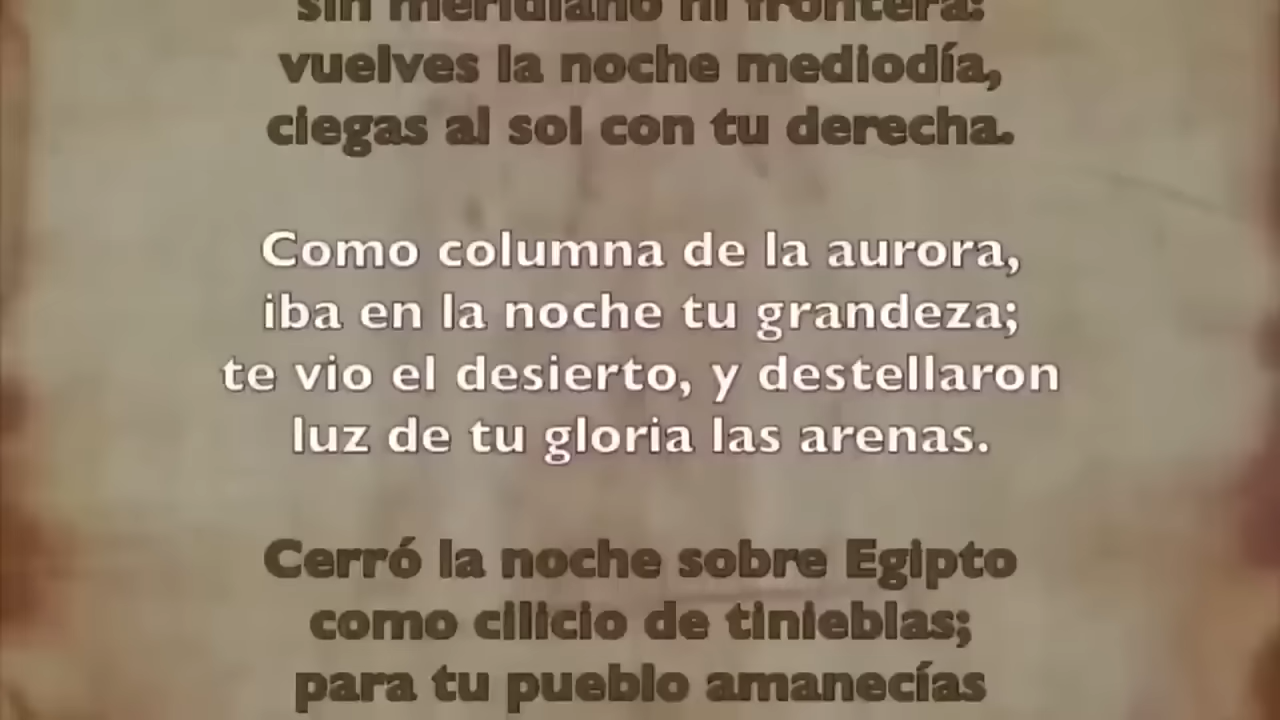 sin meridiano ni frontera:
vuelves la noche mediodía,
ciegas al sol con tu derecha.
Como columna de la aurora,
iba en la noche tu grandeza;
te vio el desierto, y destellaron
luz de tu gloria las arenas.
Cerró la noche sobre Egipto
como cilicio de tinieblas;
para tu pueblo amanecías